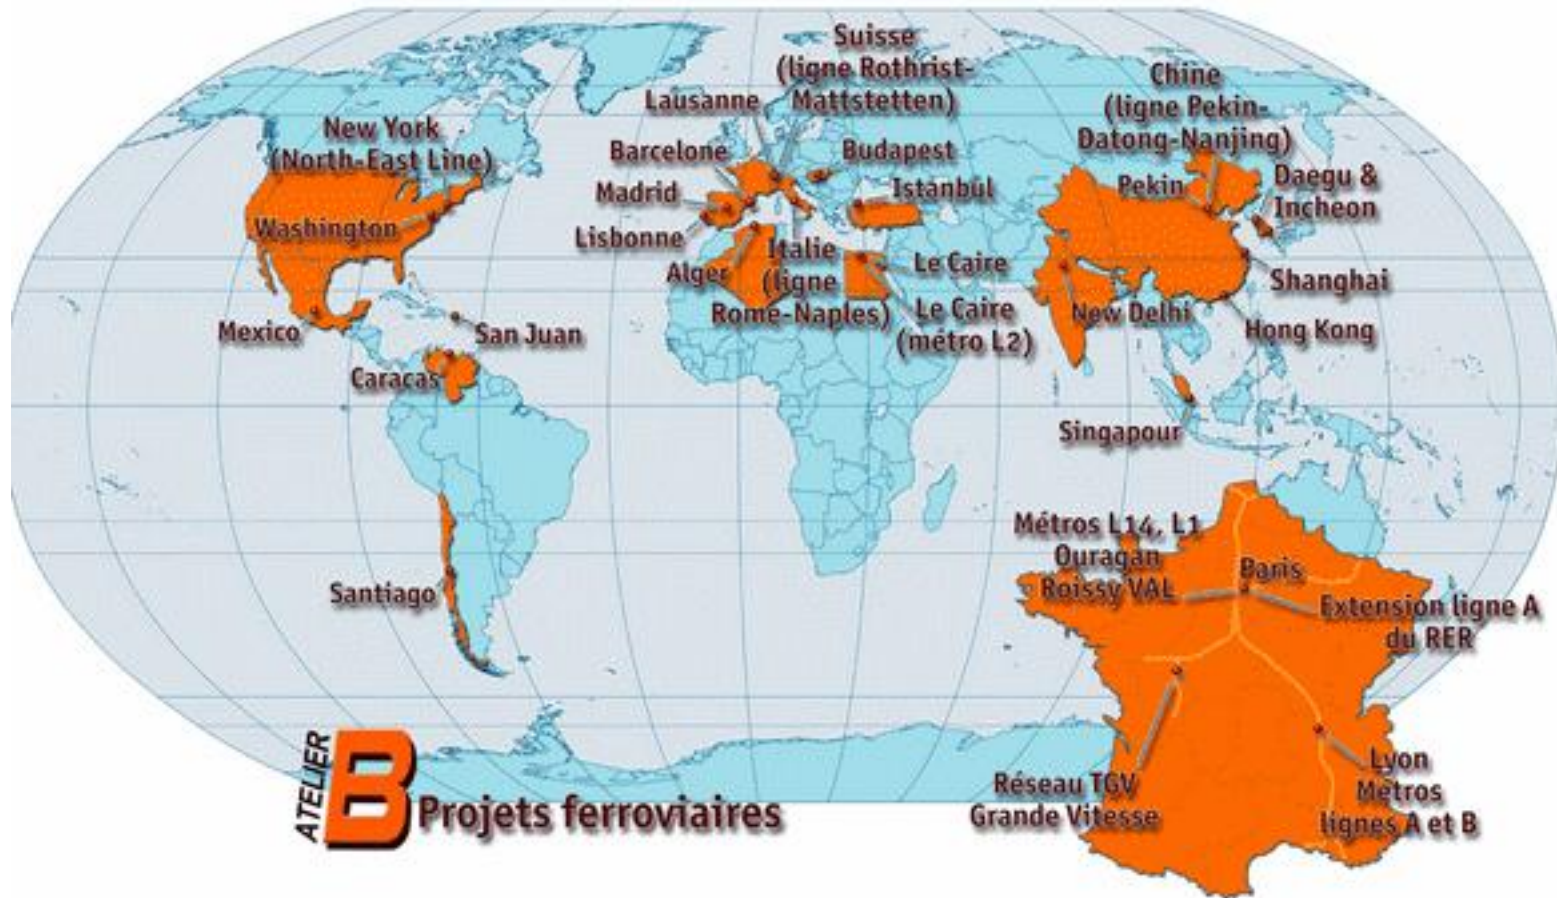 Suisse
(ligne Rothrist-
Mattstetten)
Lausanne
Chine
(ligne Pekin-
Datong-Nanjing)
New York
(North-East Line)
Barcelone
Budapest
Madrid
Istanbul
Pekin
Daegu &
Incheon
Washington
Lisbonne
Alger
Italie
(ligne
Rome-Naples)
Le Caire
Le Caire
(métro L2)
Shanghai
New Delhi
Hong Kong
Mexico
San Juan
Caracas
Singapour
Santiago
Métros L14, L1
Ouragan
Roissy VAL
Paris
Extension ligne A
du RER
Réseau TGV
Grande Vitesse
Lyon
Métros
lignes A et B
ATELIER
B
Projets ferroviaires